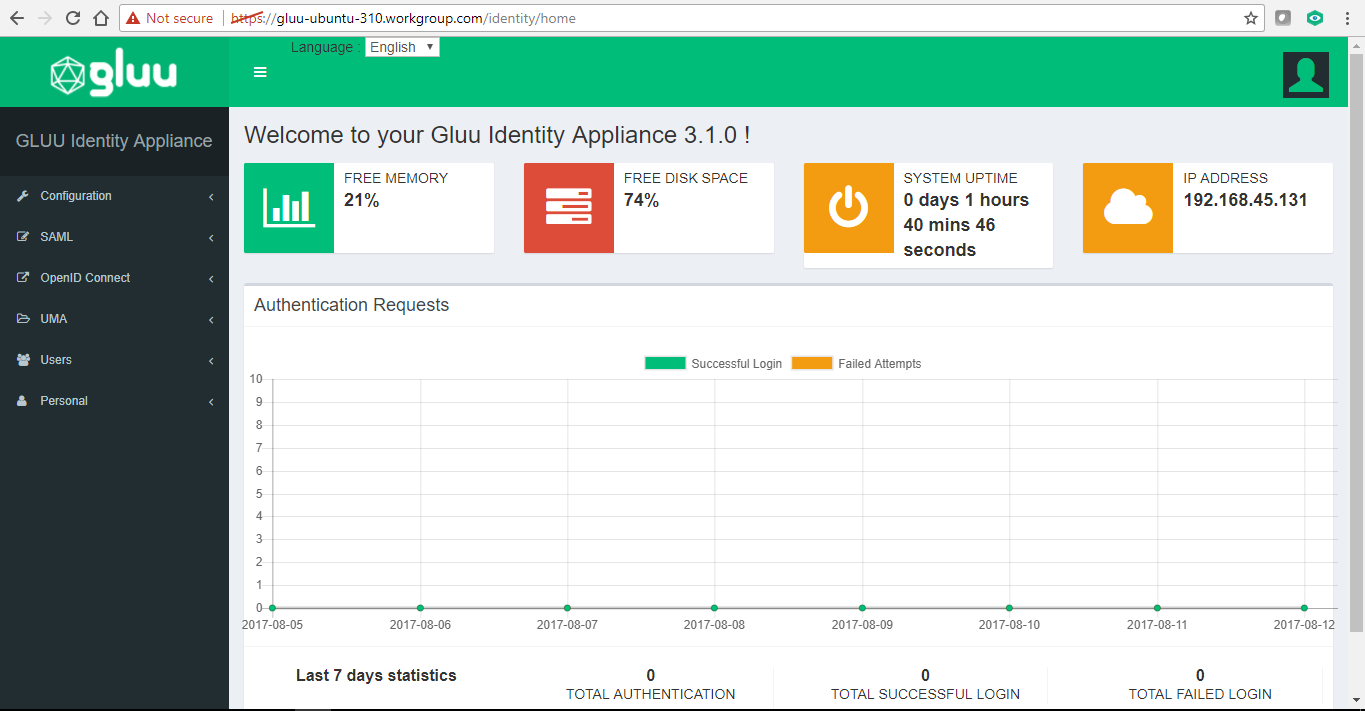 Not secure https://gluu-ubuntu-310.workgroup.com/identity/home
gluu
Language : English
GLUU Identity Appliance
Configuration
SAML
OpenID Connect
UMA
Users
Personal
Welcome to your Gluu Identity Appliance 3.1.0 !
FREE MEMORY
21%
FREE DISK SPACE
74%
SYSTEM UPTIME
0 days 1 hours
40 mins 46
seconds
IP ADDRESS
192.168.45.131
Authentication Requests
Successful Login Failed Attempts
10
9
8
7
6
5
4
3
2
1
0
2017-08-05 2017-08-06 2017-08-07 2017-08-08 2017-08-09 2017-08-10 2017-08-11 2017-08-12
Last 7 days statistics
0
TOTAL AUTHENTICATION
0
TOTAL SUCCESSFUL LOGIN
0
TOTAL FAILED LOGIN